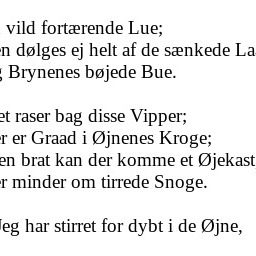 vild fortærende Lue;
n dølges ej helt af de sænkede La
g Brynenes bøjede Bue.
et raser bag disse Vipper;
r er Graad i Øjnenes Kroge;
en brat kan der komme et Øjekast,
r minder om tirrede Snoge.
Jeg har stirret for dybt i de Øjne,